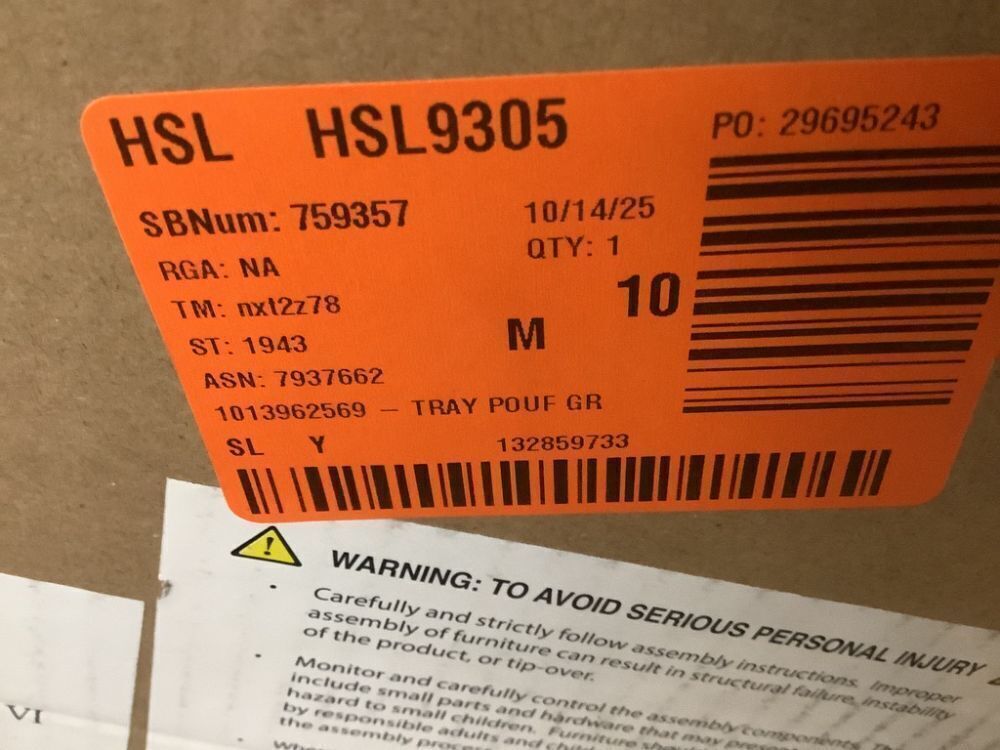 HSL HSL9305
PO: 29695243
SBNum: 759357
10/14/25
RGA: NA
QTY: 1
TM: nxt2z78
10
ST: 1943
M
ASN: 7937662
1013962569 – TRAY POUF GR
SL Y
132859733
WARNING: TO AVOID SERIOUS PERSONAL INJURY
• Carefully and strictly follow assembly instructions. Improper
assembly of furniture can result in structural failure, instability
of the product, or tip-over.
• Monitor and carefully control the assembly components
include small parts and hardware that may
hazard to small children. Furniture
by responsible adults and
the assembly
VI